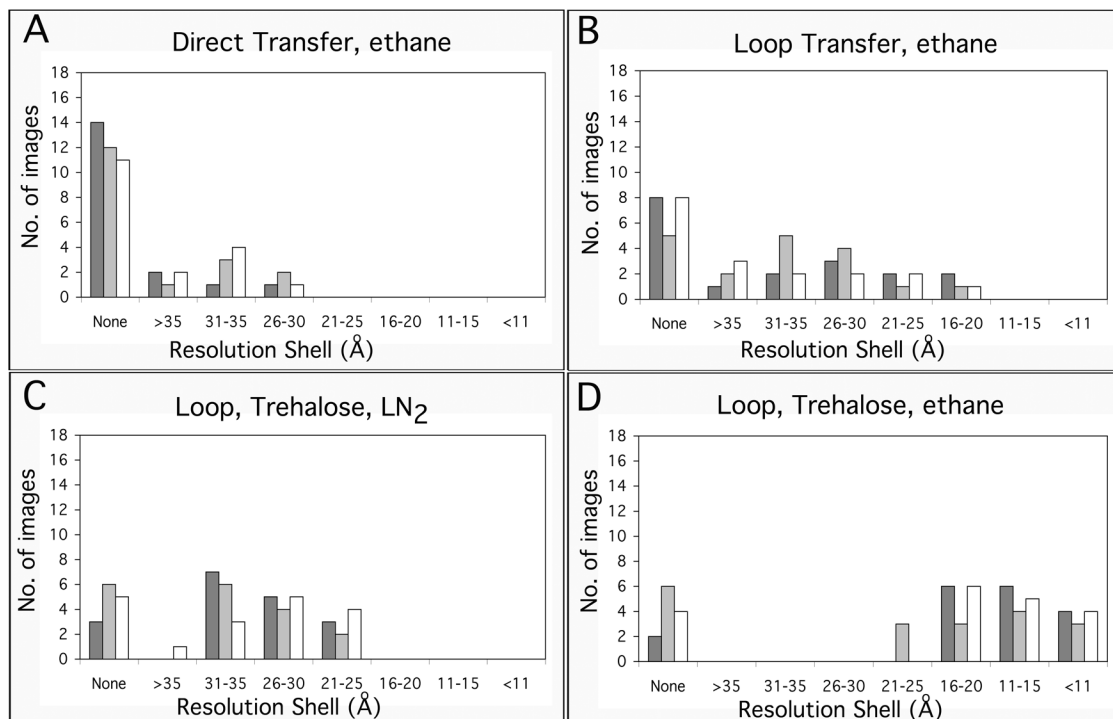 A
Direct Transfer, ethane
No. of images
18
16
14
12
10
8
6
4
2
0
None >35 31-35 26-30 21-25 16-20 11-15 <11
Resolution Shell (Å)
B
Loop Transfer, ethane
No. of images
18
16
14
12
10
8
6
4
2
0
None >35 31-35 26-30 21-25 16-20 11-15 <11
Resolution Shell (Å)
C
Loop, Trehalose, LN2
No. of images
18
16
14
12
10
8
6
4
2
0
None >35 31-35 26-30 21-25 16-20 11-15 <11
Resolution Shell (Å)
D
Loop, Trehalose, ethane
No. of images
18
16
14
12
10
8
6
4
2
0
None >35 31-35 26-30 21-25 16-20 11-15 <11
Resolution Shell (Å)